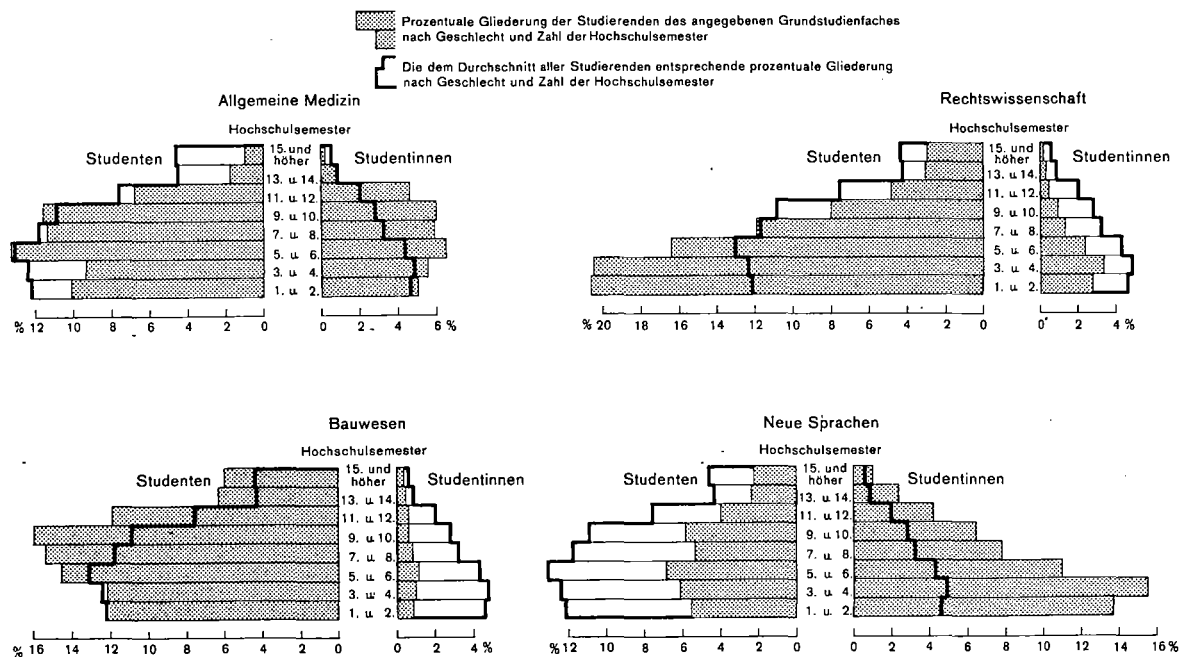 Prozentuale Gliederung der Studierenden des angegebenen Grundstudienfaches
nach Geschlecht und Zahl der Hochschulsemester
Die dem Durchschnitt aller Studierenden entsprechende prozentuale Gliederung
nach Geschlecht und Zahl der Hochschulsemester
Allgemeine Medizin
Hochschulsemester
Studenten
15. und
höher
Studentinnen
13. u. 14.
11. u. 12.
9. u. 10.
7. u. 8.
5. u. 6.
3. u. 4.
1. u. 2.
% 12 10 8 6 4 2 0
0 2 4 6 %
Rechtswissenschaft
Hochschulsemester
Studenten
15. und
höher
Studentinnen
13. u. 14.
11. u. 12.
9. u. 10.
7. u. 8.
5. u. 6.
3. u. 4.
1. u. 2.
% 20 18 16 14 12 10 8 6 4 2 0
0 2 4 %
Bauwesen
Hochschulsemester
Studenten
15. und
höher
Studentinnen
13. u. 14.
11. u. 12.
9. u. 10.
7. u. 8.
5. u. 6.
3. u. 4.
1. u. 2.
16 14 12 10 8 6 4 2 0
%
0 2 4 %
Neue Sprachen
Hochschulsemester
Studenten
15. und
höher
Studentinnen
13. u. 14.
11. u. 12.
9. u. 10.
7. u. 8.
5. u. 6.
3. u. 4.
1. u. 2.
% 12 10 8 6 4 2 0
0 2 4 6 8 10 12 14 16 %